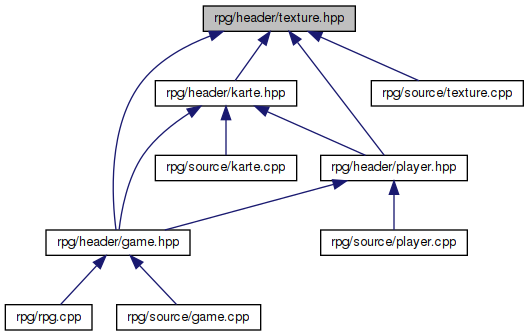 rpg/header/texture.hpp
rpg/header/karte.hpp
rpg/source/texture.cpp
rpg/source/karte.cpp
rpg/header/player.hpp
rpg/header/game.hpp
rpg/source/player.cpp
rpg/rpg.cpp
rpg/source/game.cpp